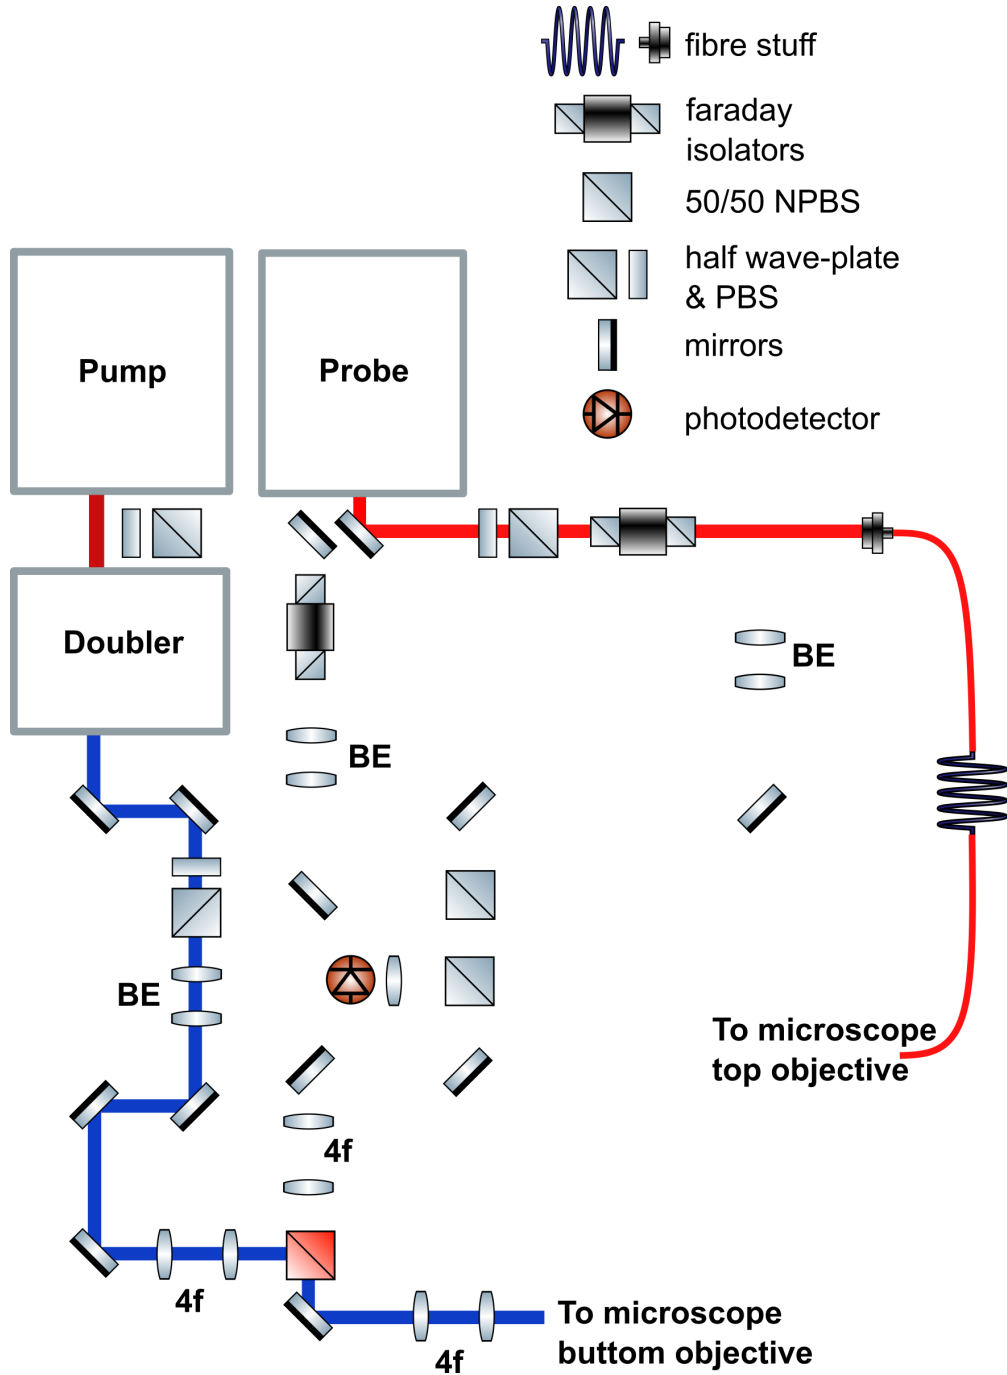 fibre stuff
faraday
isolators
50/50 NPBS
half wave-plate
& PBS
mirrors
photodetector
Pump
Probe
Doubler
BE
BE
BE
To microscope
top objective
4f
4f
To microscope
buttom objective
4f